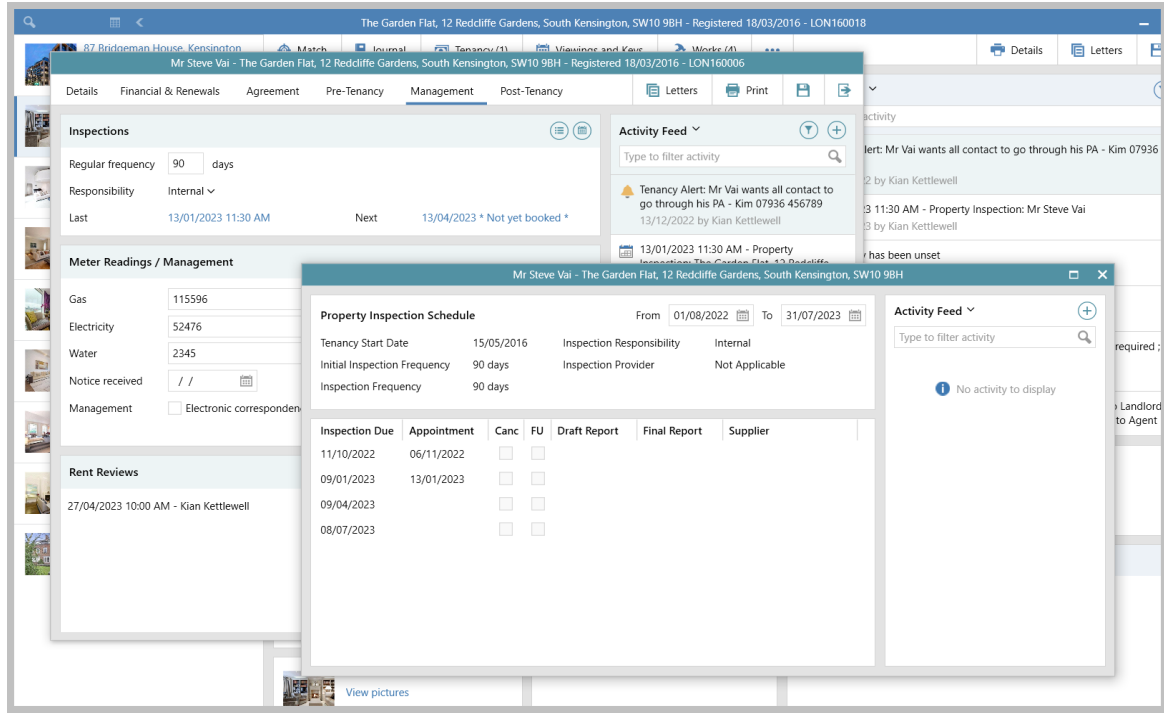 The Garden Flat, 12 Redcliffe Gardens, South Kensington, SW10 9BH - Registered 18/03/2016 - LON160018
87 Bridgeman House, Kensington
Match
Journal
Tenancy (1)
Viewings and Keys
Works (4)
Details
Letters
Mr Steve Vai - The Garden Flat, 12 Redcliffe Gardens, South Kensington, SW10 9BH - Registered 18/03/2016 - LON160006
Details
Financial & Renewals
Agreement
Pre-Tenancy
Management
Post-Tenancy
Letters
Print
Inspections
Regular frequency 90 days
Responsibility Internal
Last 13/01/2023 11:30 AM Next 13/04/2023 * Not yet booked *
Activity Feed
Type to filter activity
Tenancy Alert: Mr Vai wants all contact to
go through his PA - Kim 07936 456789
13/12/2022 by Kian Kettlewell
13/01/2023 11:30 AM - Property
Inspection: The Garden Flat, 12 Redcliffe
activity
lert: Mr Vai wants all contact to go through his PA - Kim 07936
22 by Kian Kettlewell
23 11:30 AM - Property Inspection: Mr Steve Vai
23 by Kian Kettlewell
has been unset
required ;
Landlord
to Agent
Meter Readings / Management
Gas 115596
Electricity 52476
Water 2345
Notice received / /
Management Electronic corresponden
Rent Reviews
27/04/2023 10:00 AM - Kian Kettlewell
Mr Steve Vai - The Garden Flat, 12 Redcliffe Gardens, South Kensington, SW10 9BH
Property Inspection Schedule From 01/08/2022 To 31/07/2023
Tenancy Start Date 15/05/2016 Inspection Responsibility Internal
Initial Inspection Frequency 90 days Inspection Provider Not Applicable
Inspection Frequency 90 days
Inspection Due Appointment Canc FU Draft Report Final Report Supplier
11/10/2022 06/11/2022
09/01/2023 13/01/2023
09/04/2023
08/07/2023
Activity Feed
Type to filter activity
No activity to display
View pictures